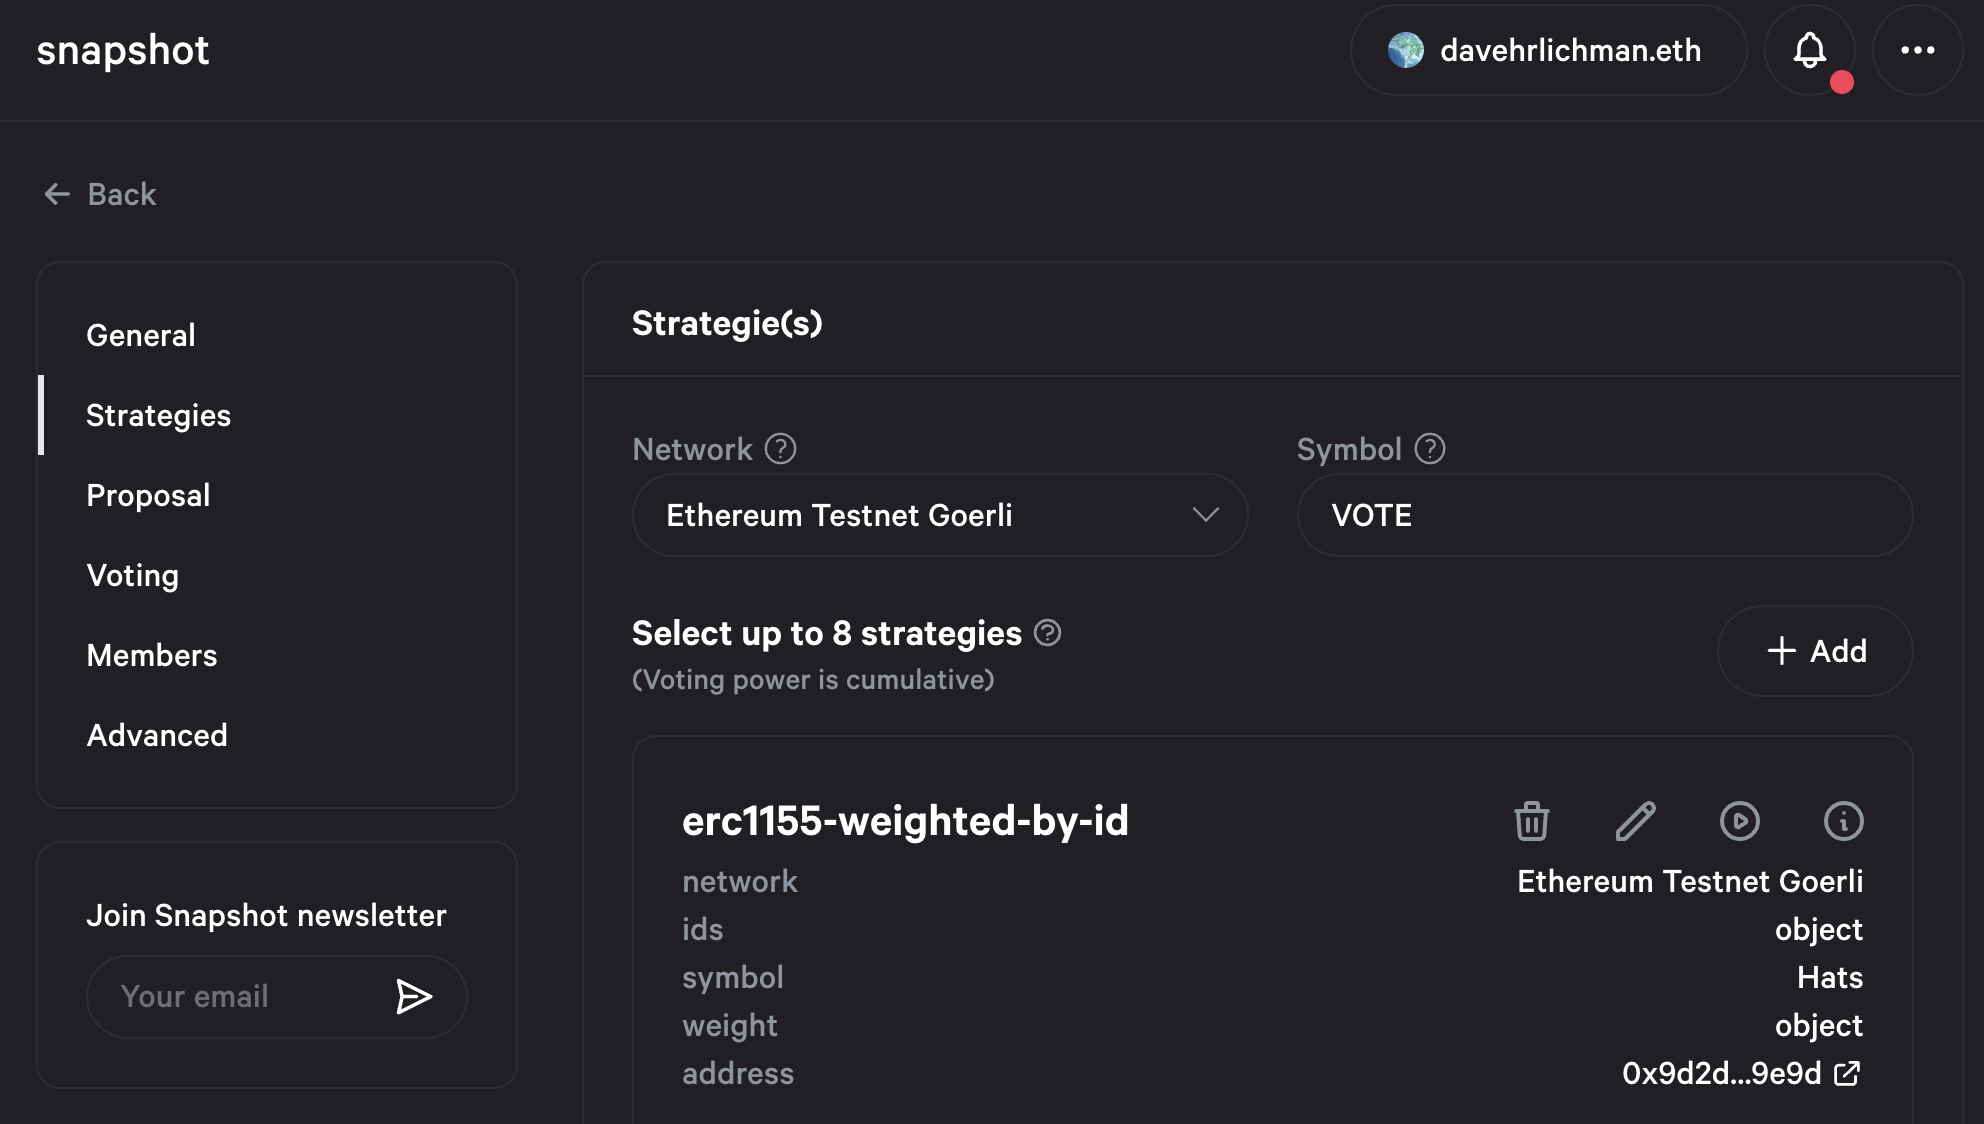 snapshot
davehrlichman.eth
Back
General
Strategies
Proposal
Voting
Members
Advanced
Join Snapshot newsletter
Your email
Strategie(s)
Network ?
Symbol ?
Ethereum Testnet Goerli
VOTE
Select up to 8 strategies ?
(Voting power is cumulative)
+ Add
erc1155-weighted-by-id
network Ethereum Testnet Goerli
ids object
symbol Hats
weight object
address 0x9d2d...9e9d